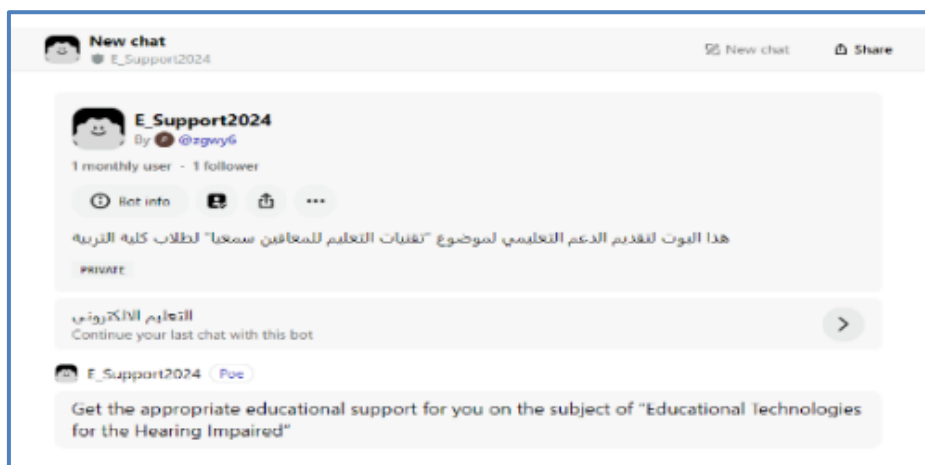 New chat
E_Support2024
New chat
Share
E_Support2024
By @zgwy6
1 monthly user - 1 follower
Bot info
هذا البوت لتقديم الدعم التعليمي لموضوع "تقنيات التعليم للمعاقين سمعيا" لطلاب كلية التربية
PRIVATE
التعليم الالكتروني
Continue your last chat with this bot
E_Support2024 Poe
Get the appropriate educational support for you on the subject of "Educational Technologies
for the Hearing Impaired"